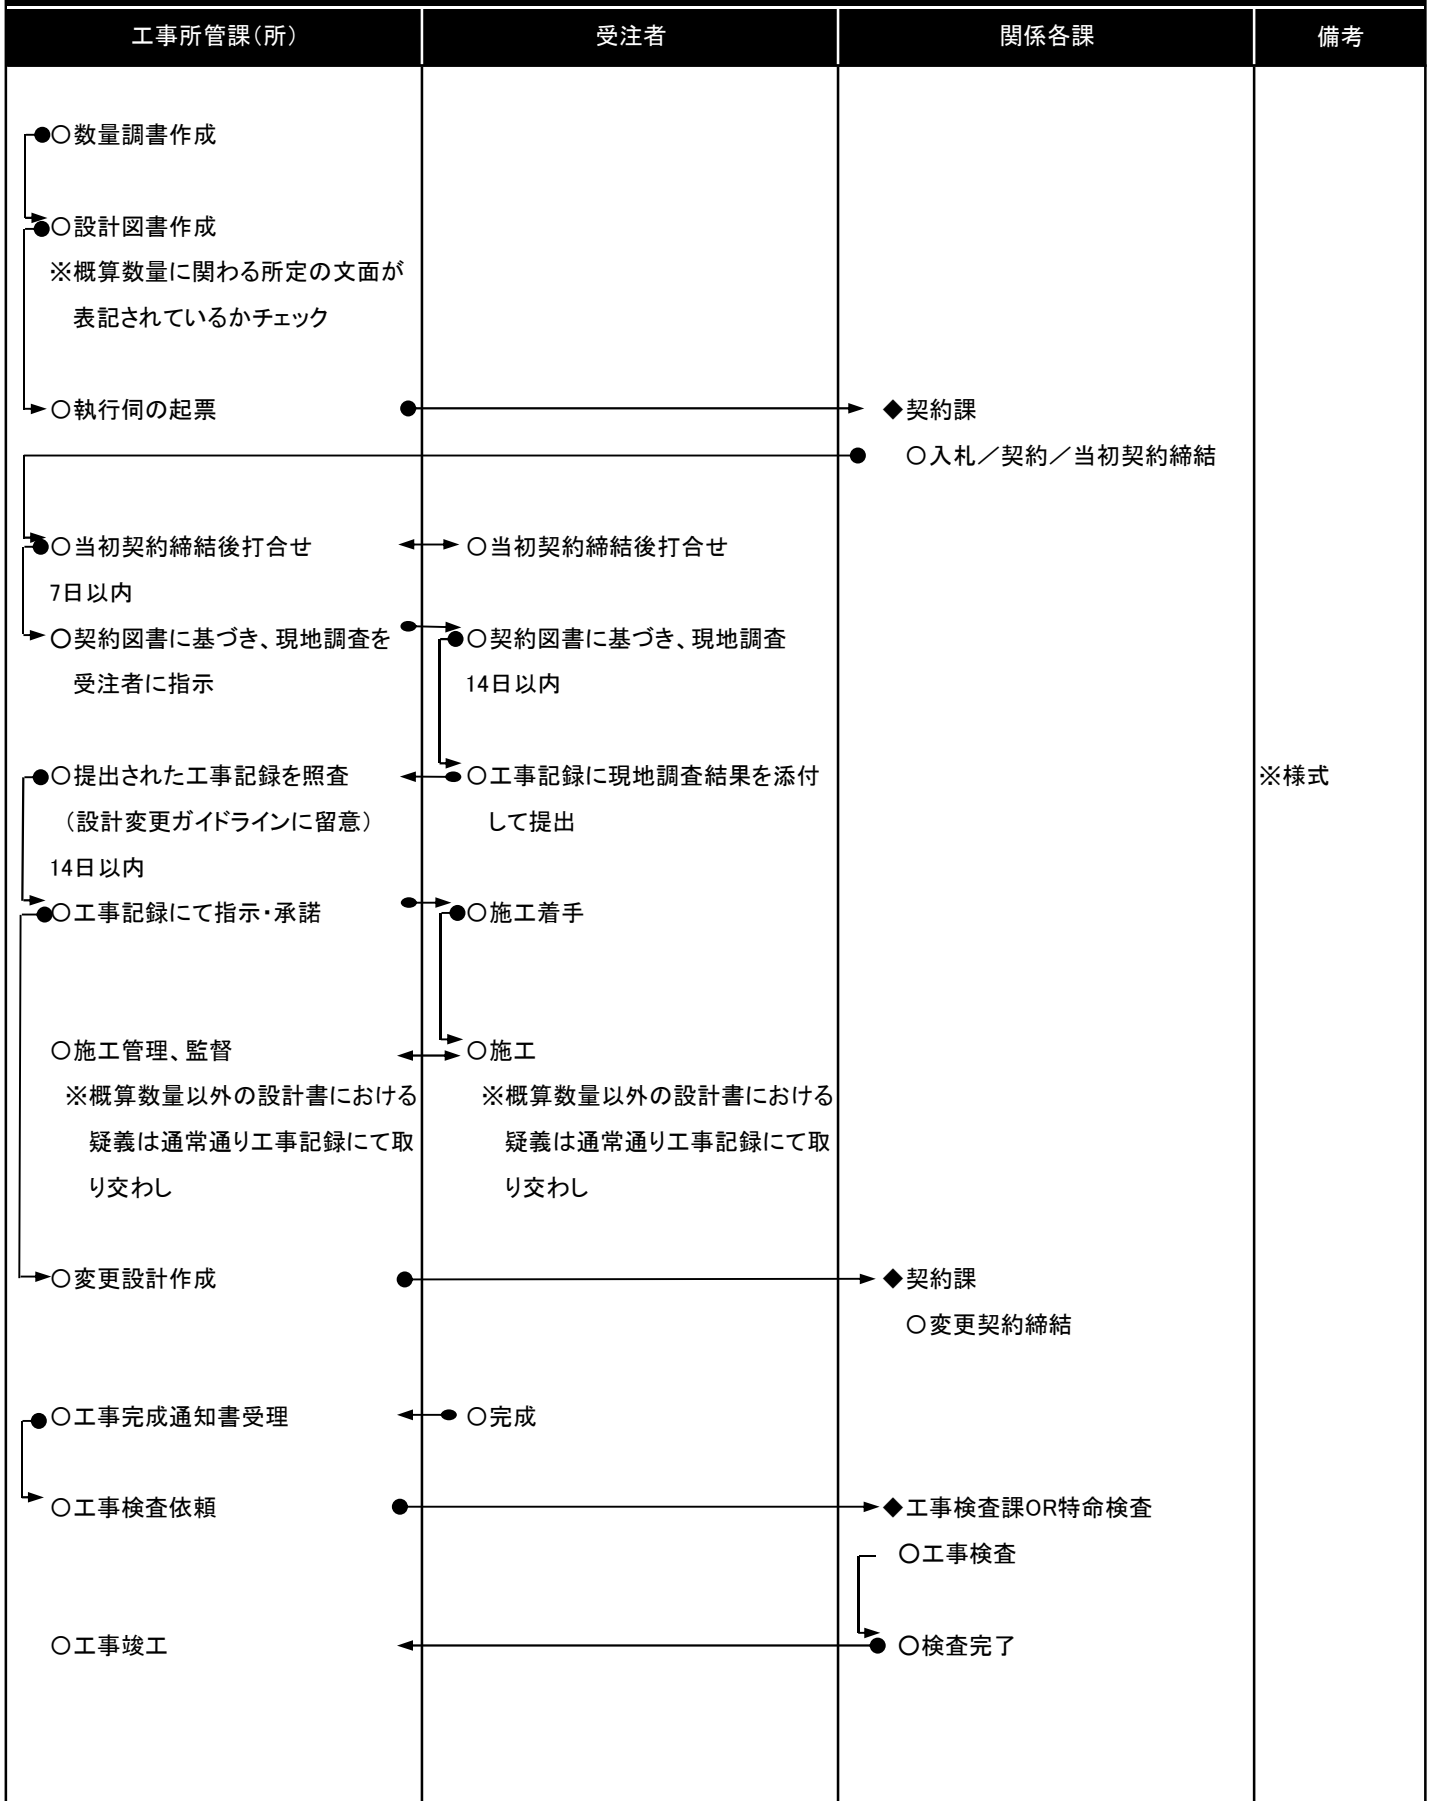 工事所管課(所) 受注者 関係各課 備考
○数量調書作成
○設計図書作成
※概算数量に関わる所定の文面が
表記されているかチェック
○執行伺の起票 ◆契約課
○入札／契約／当初契約締結
○当初契約締結後打合せ ○当初契約締結後打合せ
7日以内
○契約図書に基づき、現地調査を ○契約図書に基づき、現地調査
受注者に指示 14日以内
○提出された工事記録を照査 ○工事記録に現地調査結果を添付 ※様式
(設計変更ガイドラインに留意) して提出
14日以内
○工事記録にて指示・承諾 ○施工着手
○施工管理、監督 ○施工
※概算数量以外の設計書における ※概算数量以外の設計書における
疑義は通常通り工事記録にて取 疑義は通常通り工事記録にて取
り交わし り交わし
○変更設計作成 ◆契約課
○変更契約締結
○工事完成通知書受理 ○完成
○工事検査依頼 ◆工事検査課OR特命検査
○工事検査
○工事竣工 ○検査完了